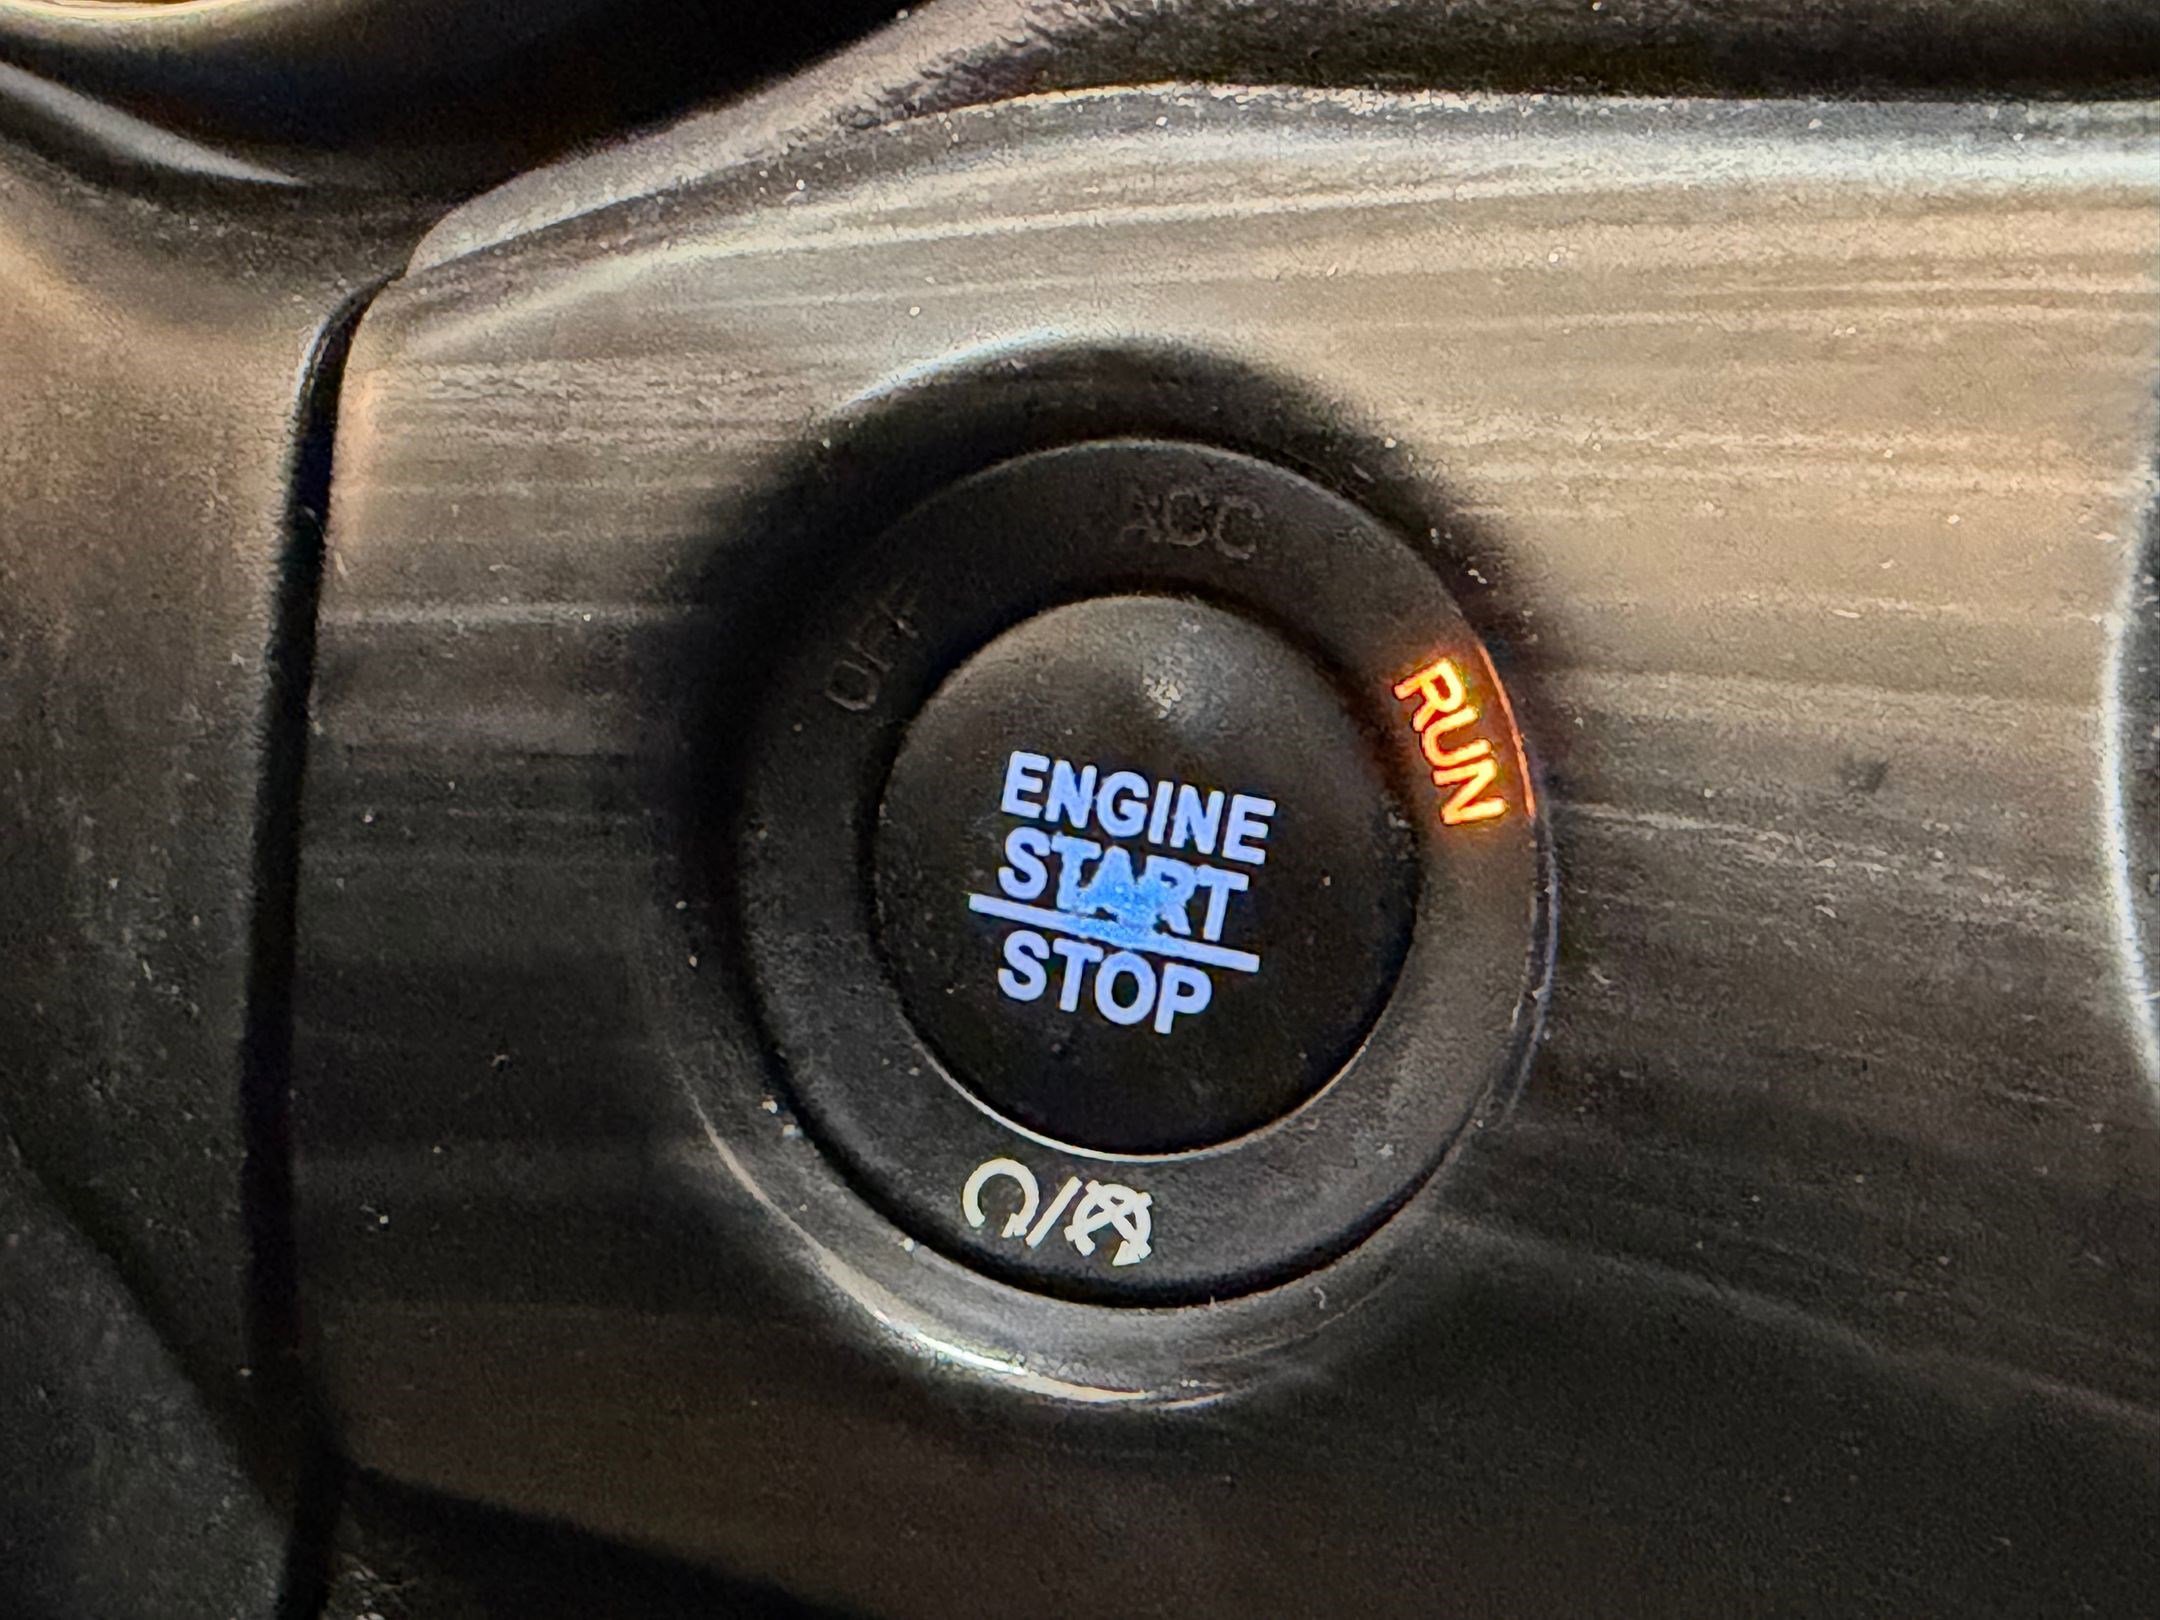 ACC
OFF
RUN
ENGINE
START
STOP